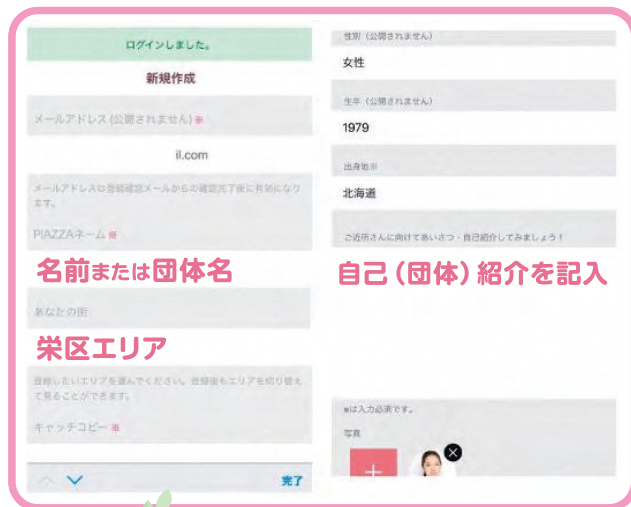 ログインしました。
新規作成
メールアドレス (公開されません) ※
il.com
メールアドレスは登録確認メールからの確認完了後に有効になり
ます。
PIAZZAネーム ※
名前または団体名
あなたの街
栄区エリア
登録したいエリアを選んでください。登録後もエリアを切り替え
て見ることができます。
キャッチコピー ※
完了
性別 (公開されません)
女性
生年 (公開されません)
1979
出身地※
北海道
ご近所さんに向けてあいさつ・自己紹介してみましょう！
自己（団体）紹介を記入
※は入力必須です。
写真